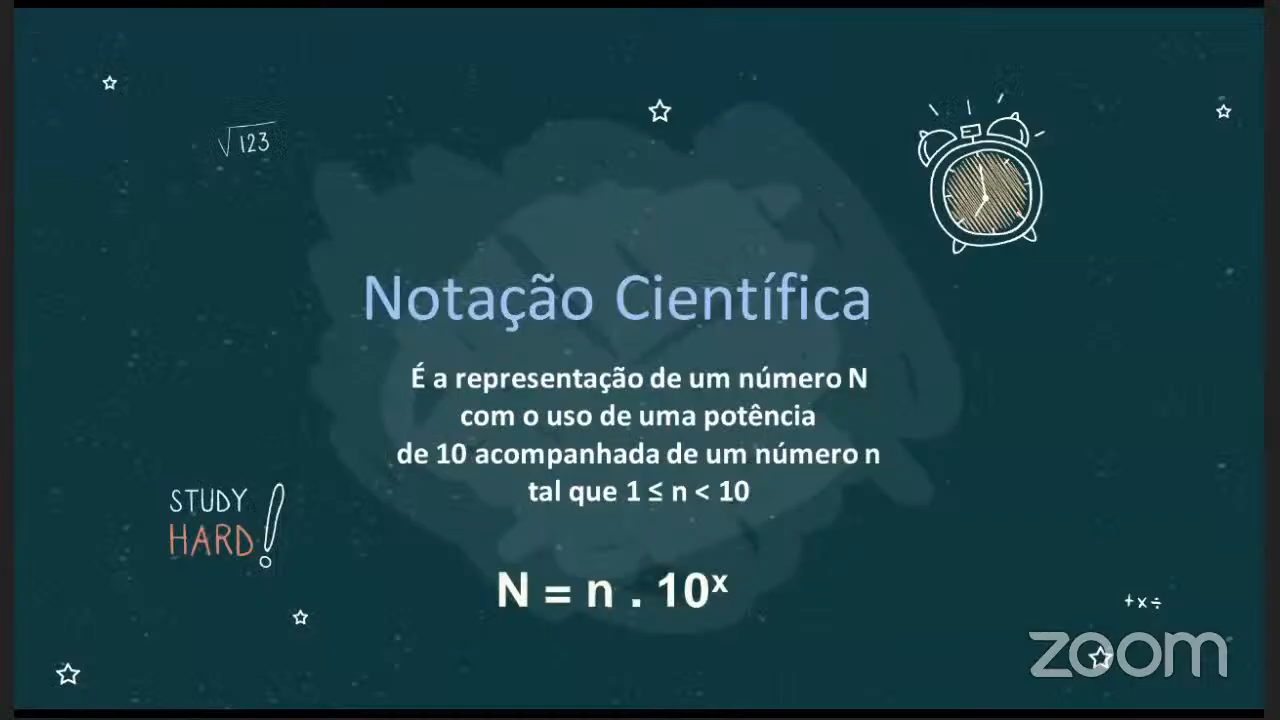 √123
Notação Científica
É a representação de um número N
com o uso de uma potência
de 10 acompanhada de um número n
tal que 1 ≤ n < 10
STUDY
HARD!
N = n . 10ˣ
+x÷
zoom